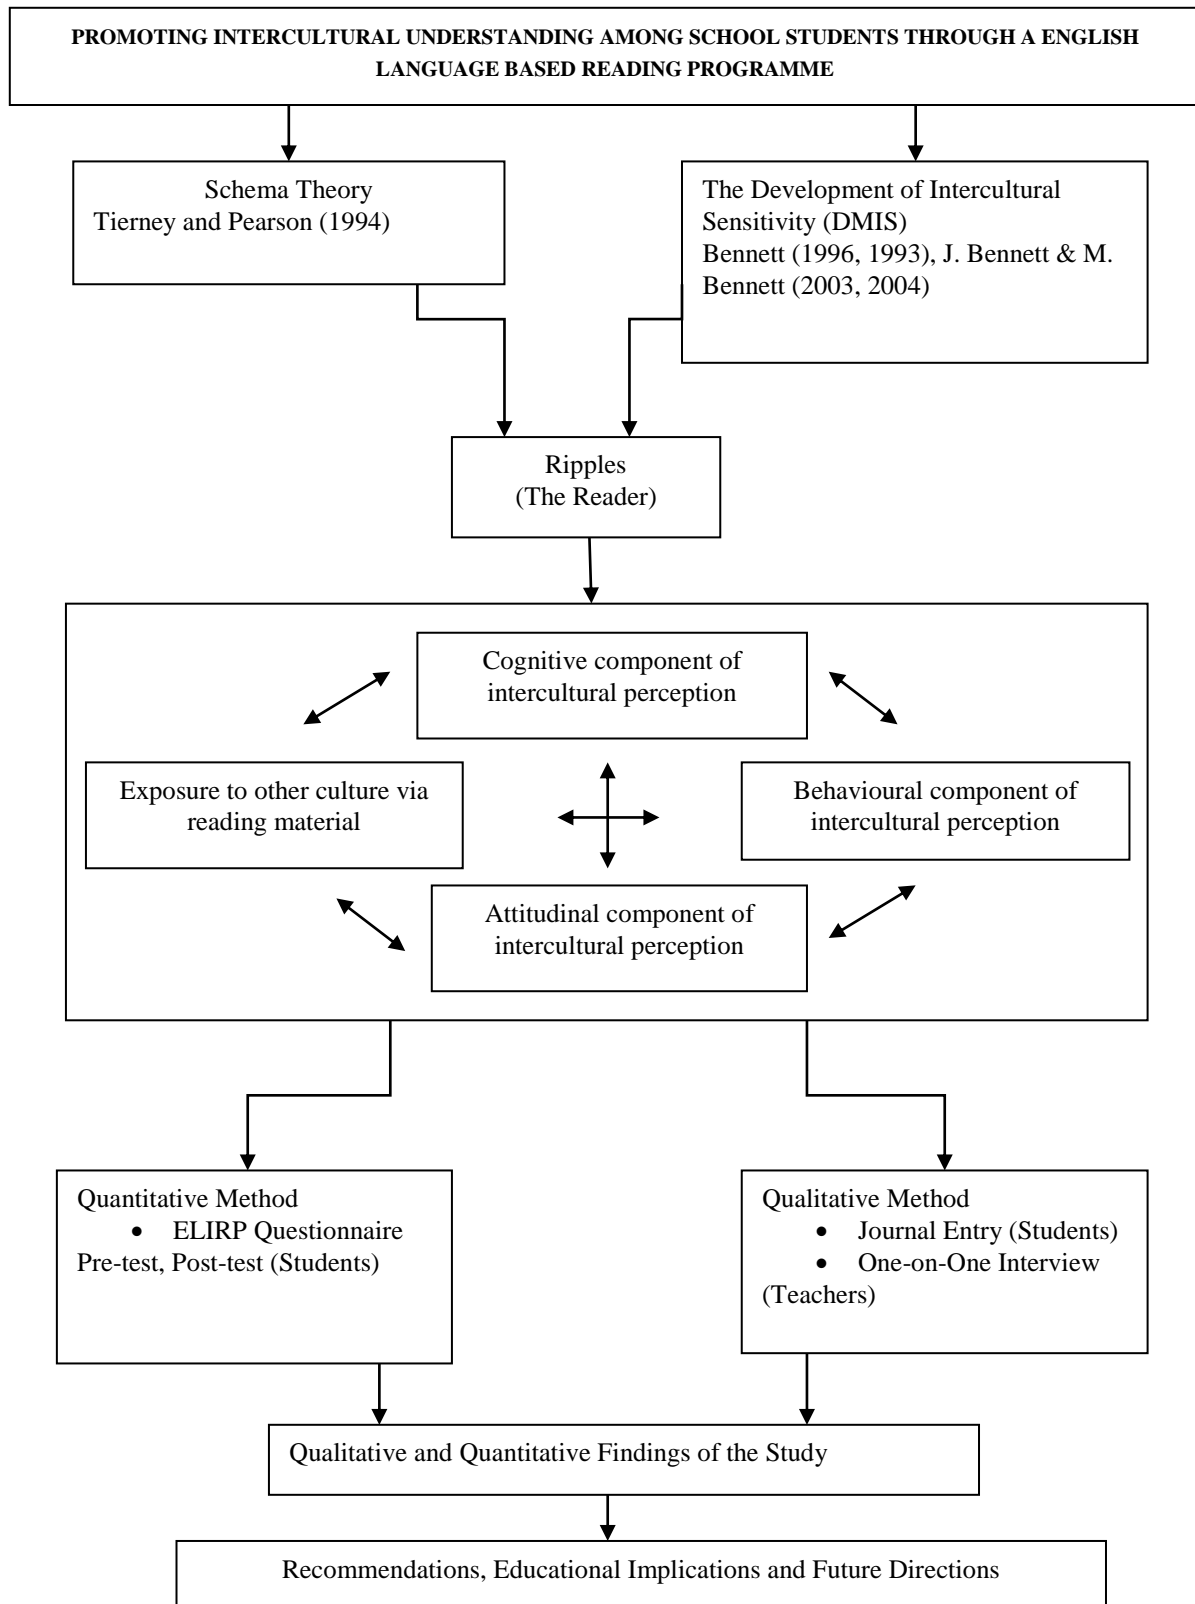 PROMOTING INTERCULTURAL UNDERSTANDING AMONG SCHOOL STUDENTS THROUGH A ENGLISH
LANGUAGE BASED READING PROGRAMME
Schema Theory
Tierney and Pearson (1994)
The Development of Intercultural
Sensitivity (DMIS)
Bennett (1996, 1993), J. Bennett & M.
Bennett (2003, 2004)
Ripples
(The Reader)
Cognitive component of
intercultural perception
Exposure to other culture via
reading material
Behavioural component of
intercultural perception
Attitudinal component of
intercultural perception
Quantitative Method
• ELIRP Questionnaire
Pre-test, Post-test (Students)
Qualitative Method
• Journal Entry (Students)
• One-on-One Interview
(Teachers)
Qualitative and Quantitative Findings of the Study
Recommendations, Educational Implications and Future Directions